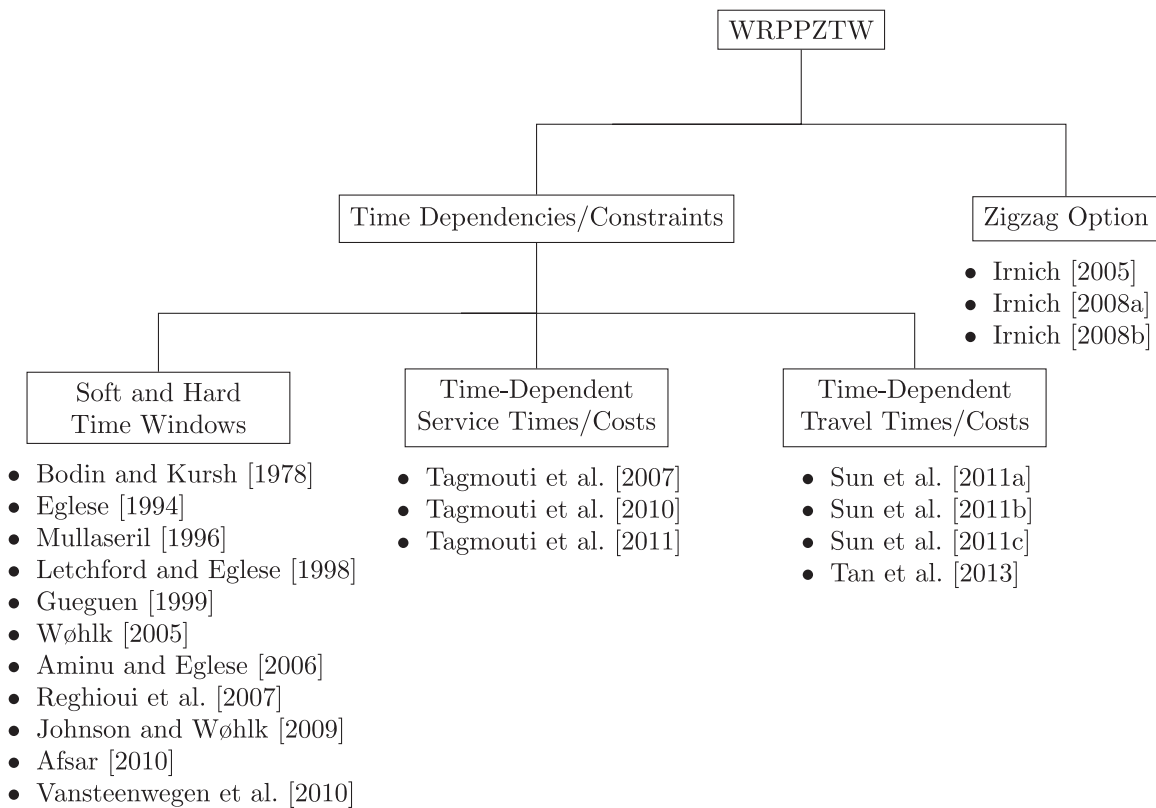 WRPPZTW
Time Dependencies/Constraints
Zigzag Option
• Irnich [2005]
• Irnich [2008a]
• Irnich [2008b]
Soft and Hard
Time Windows
• Bodin and Kursh [1978]
• Eglese [1994]
• Mullaseril [1996]
• Letchford and Eglese [1998]
• Gueguen [1999]
• Wøhlk [2005]
• Aminu and Eglese [2006]
• Reghioui et al. [2007]
• Johnson and Wøhlk [2009]
• Afsar [2010]
• Vansteenwegen et al. [2010]
Time-Dependent
Service Times/Costs
• Tagmouti et al. [2007]
• Tagmouti et al. [2010]
• Tagmouti et al. [2011]
Time-Dependent
Travel Times/Costs
• Sun et al. [2011a]
• Sun et al. [2011b]
• Sun et al. [2011c]
• Tan et al. [2013]